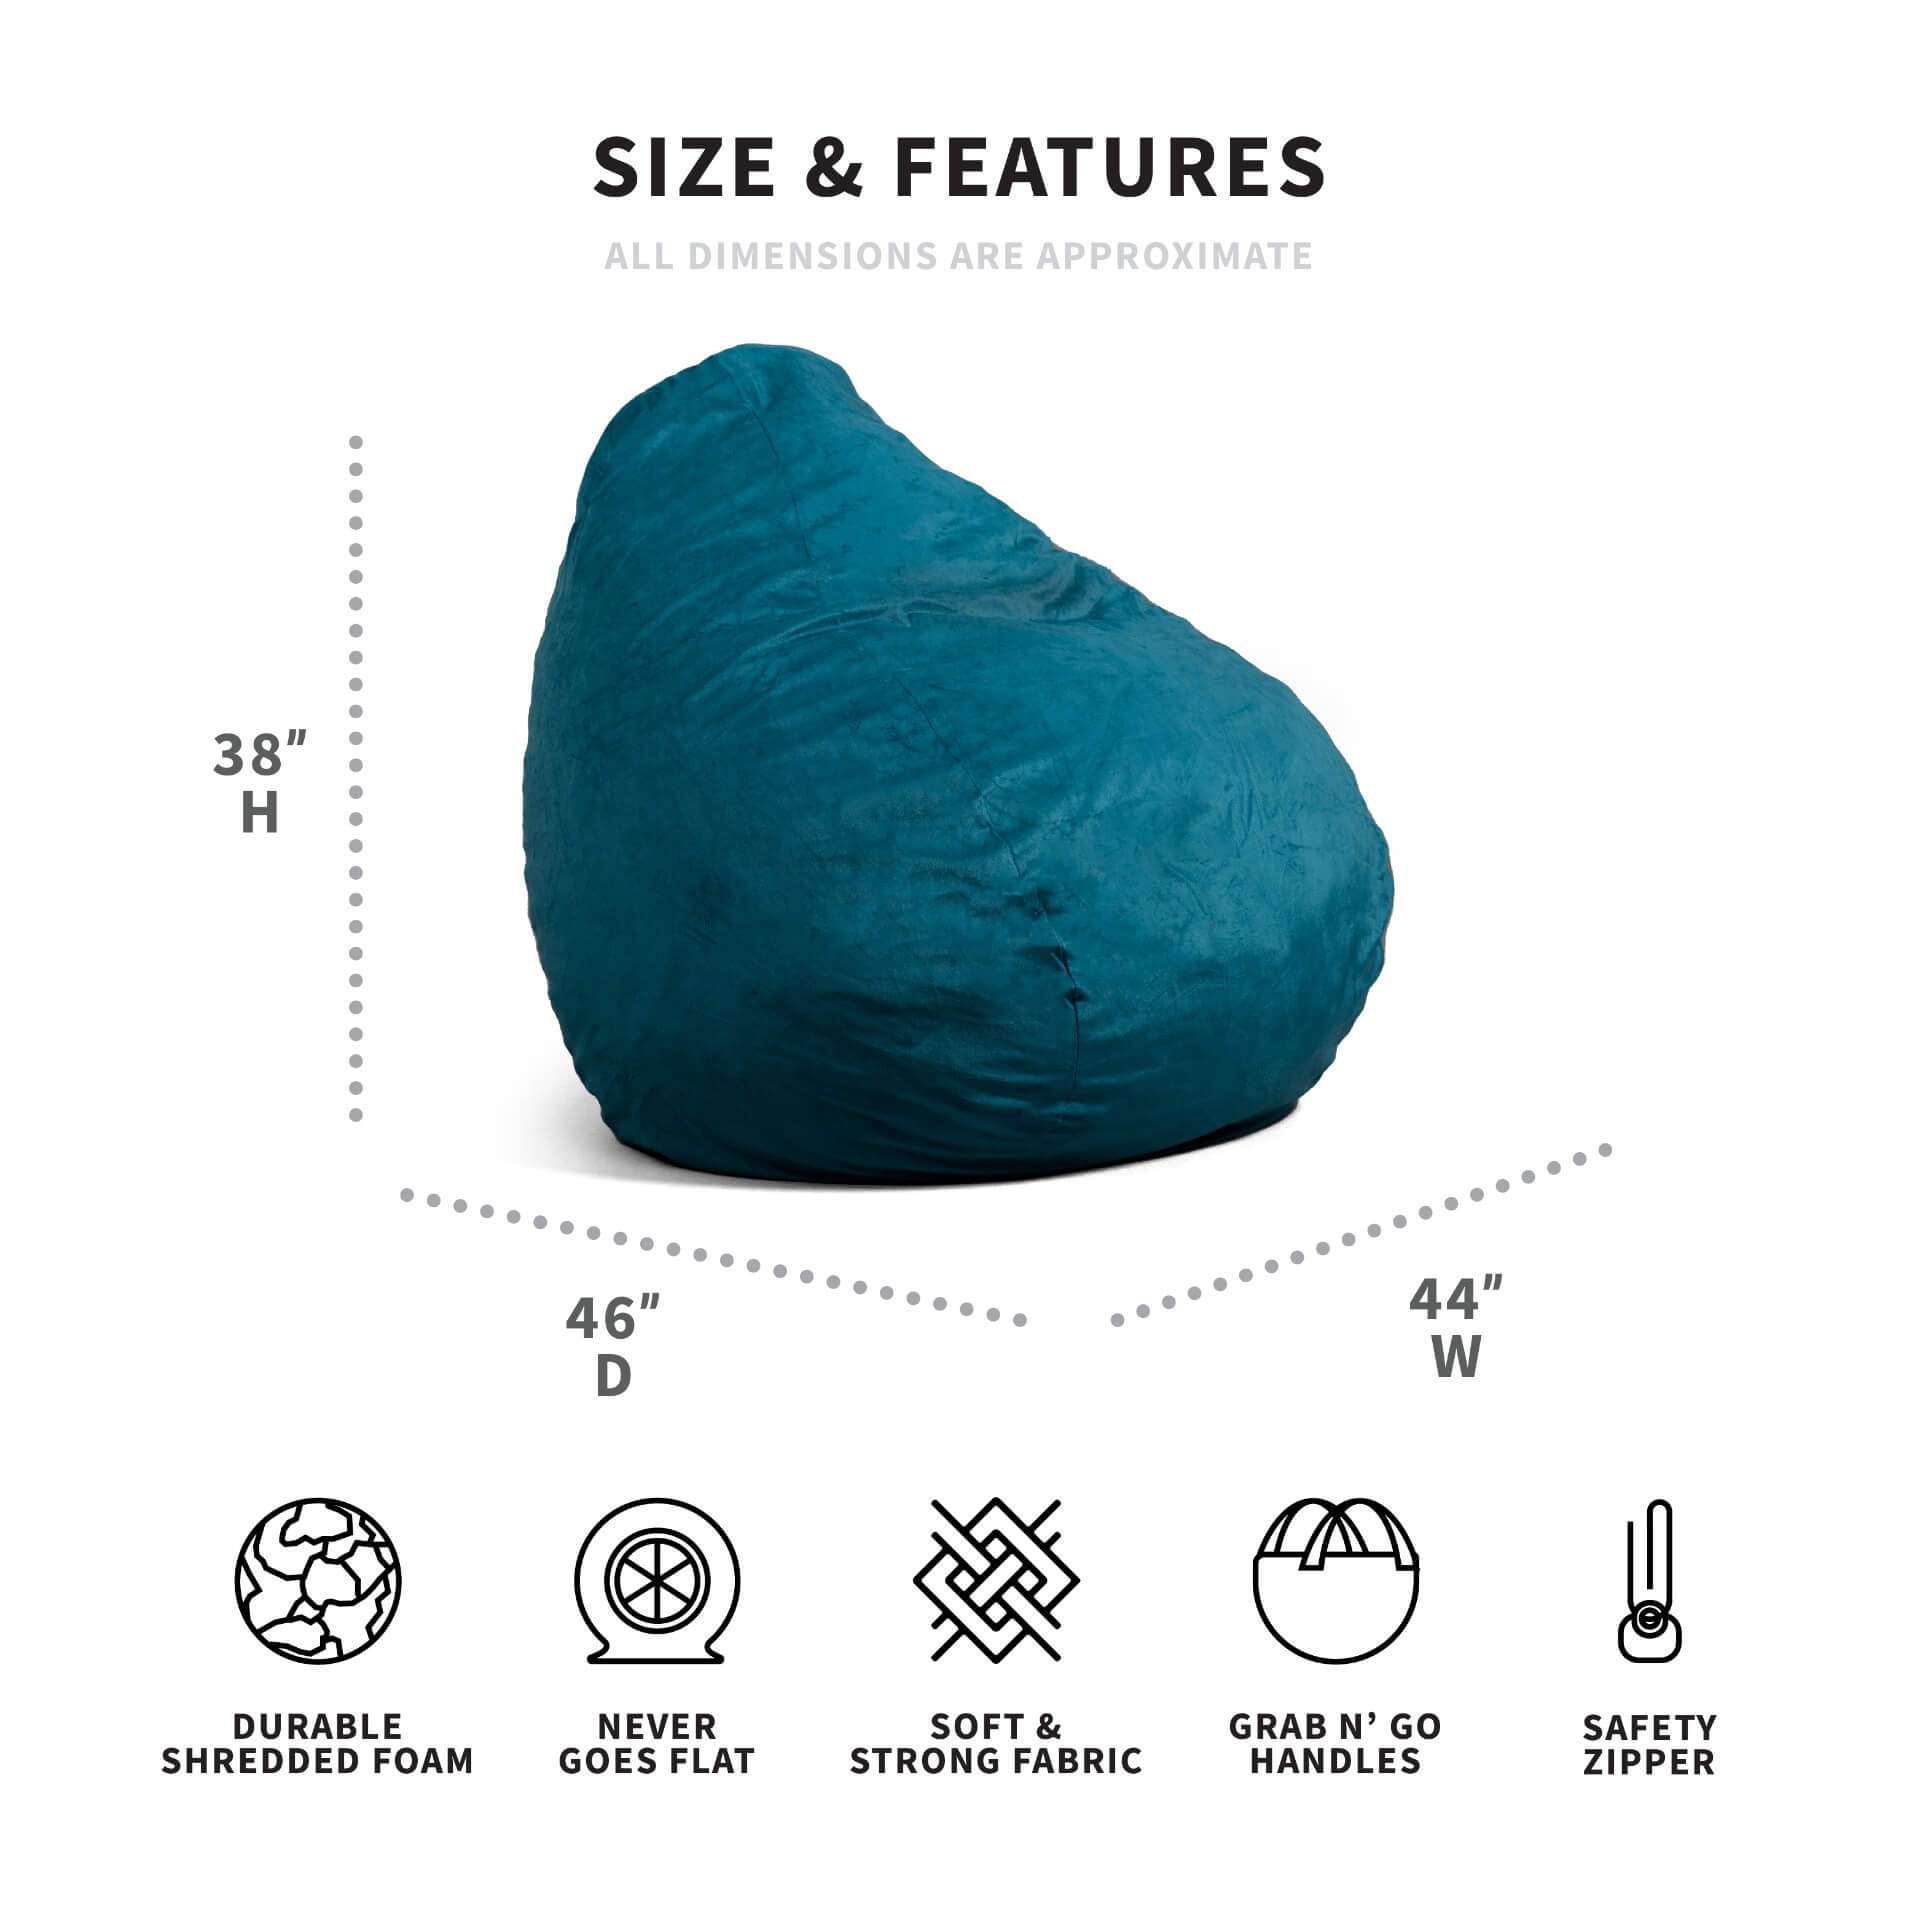 SIZE & FEATURES
ALL DIMENSIONS ARE APPROXIMATE
38"
H
46"
D
44"
W
DURABLE
SHREDDED FOAM
NEVER
GOES FLAT
SOFT &
STRONG FABRIC
GRAB N’ GO
HANDLES
SAFETY
ZIPPER